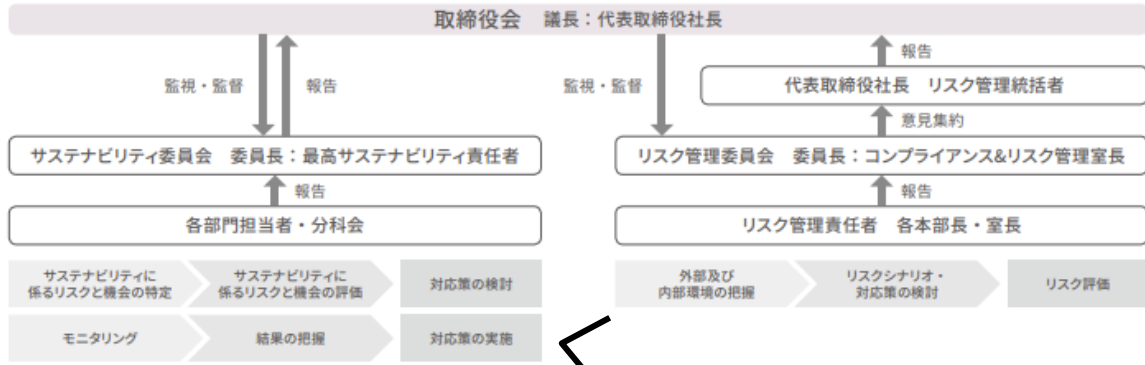 取締役会 議長：代表取締役社長
監視・監督
報告
監視・監督
報告
代表取締役社長 リスク管理統括者
意見集約
サステナビリティ委員会 委員長：最高サステナビリティ責任者
リスク管理委員会 委員長：コンプライアンス&リスク管理室長
報告
報告
各部門担当者・分科会
リスク管理責任者 各本部長・室長
サステナビリティに
係るリスクと機会の特定
サステナビリティに
係るリスクと機会の評価
対応策の検討
外部及び
内部環境の把握
リスクシナリオ・
対応策の検討
リスク評価
モニタリング
結果の把握
対応策の実施